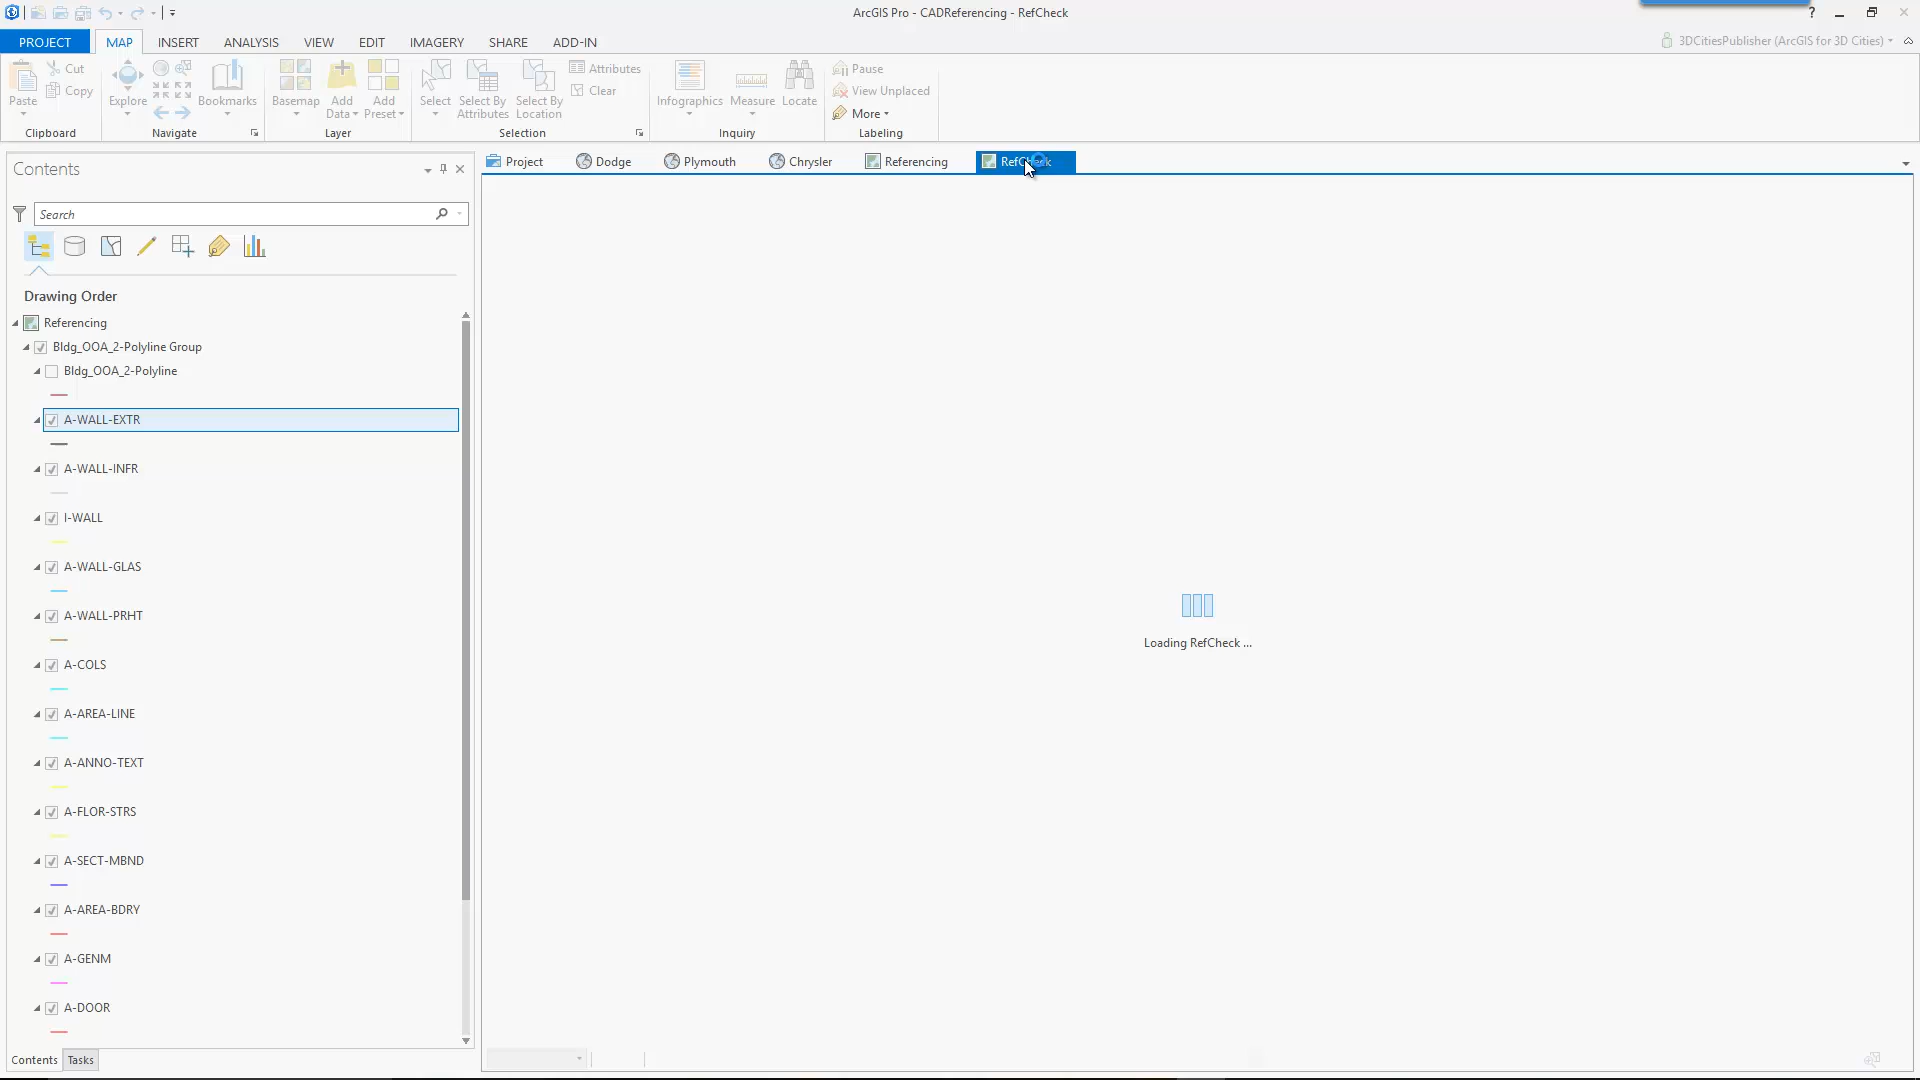 ArcGIS Pro - CADReferencing - RefCheck
?
PROJECT MAP INSERT ANALYSIS VIEW EDIT IMAGERY SHARE ADD-IN
3DCitiesPublisher (ArcGIS for 3D Cities)
Paste
Cut
Copy
Clipboard
Explore
Bookmarks
Navigate
Basemap
Add
Data
Add
Preset
Layer
Select
Select By
Attributes
Select By
Location
Attributes
Clear
Selection
Infographics
Measure
Locate
Inquiry
Pause
View Unplaced
More
Labeling
Contents
Project Dodge Plymouth Chrysler Referencing RefCheck
Search
Drawing Order
Referencing
Bldg_OOA_2-Polyline Group
Bldg_OOA_2-Polyline
A-WALL-EXTR
A-WALL-INFR
I-WALL
A-WALL-GLAS
A-WALL-PRHT
A-COLS
A-AREA-LINE
A-ANNO-TEXT
A-FLOR-STRS
A-SECT-MBND
A-AREA-BDRY
A-GENM
A-DOOR
Loading RefCheck ...
Contents Tasks